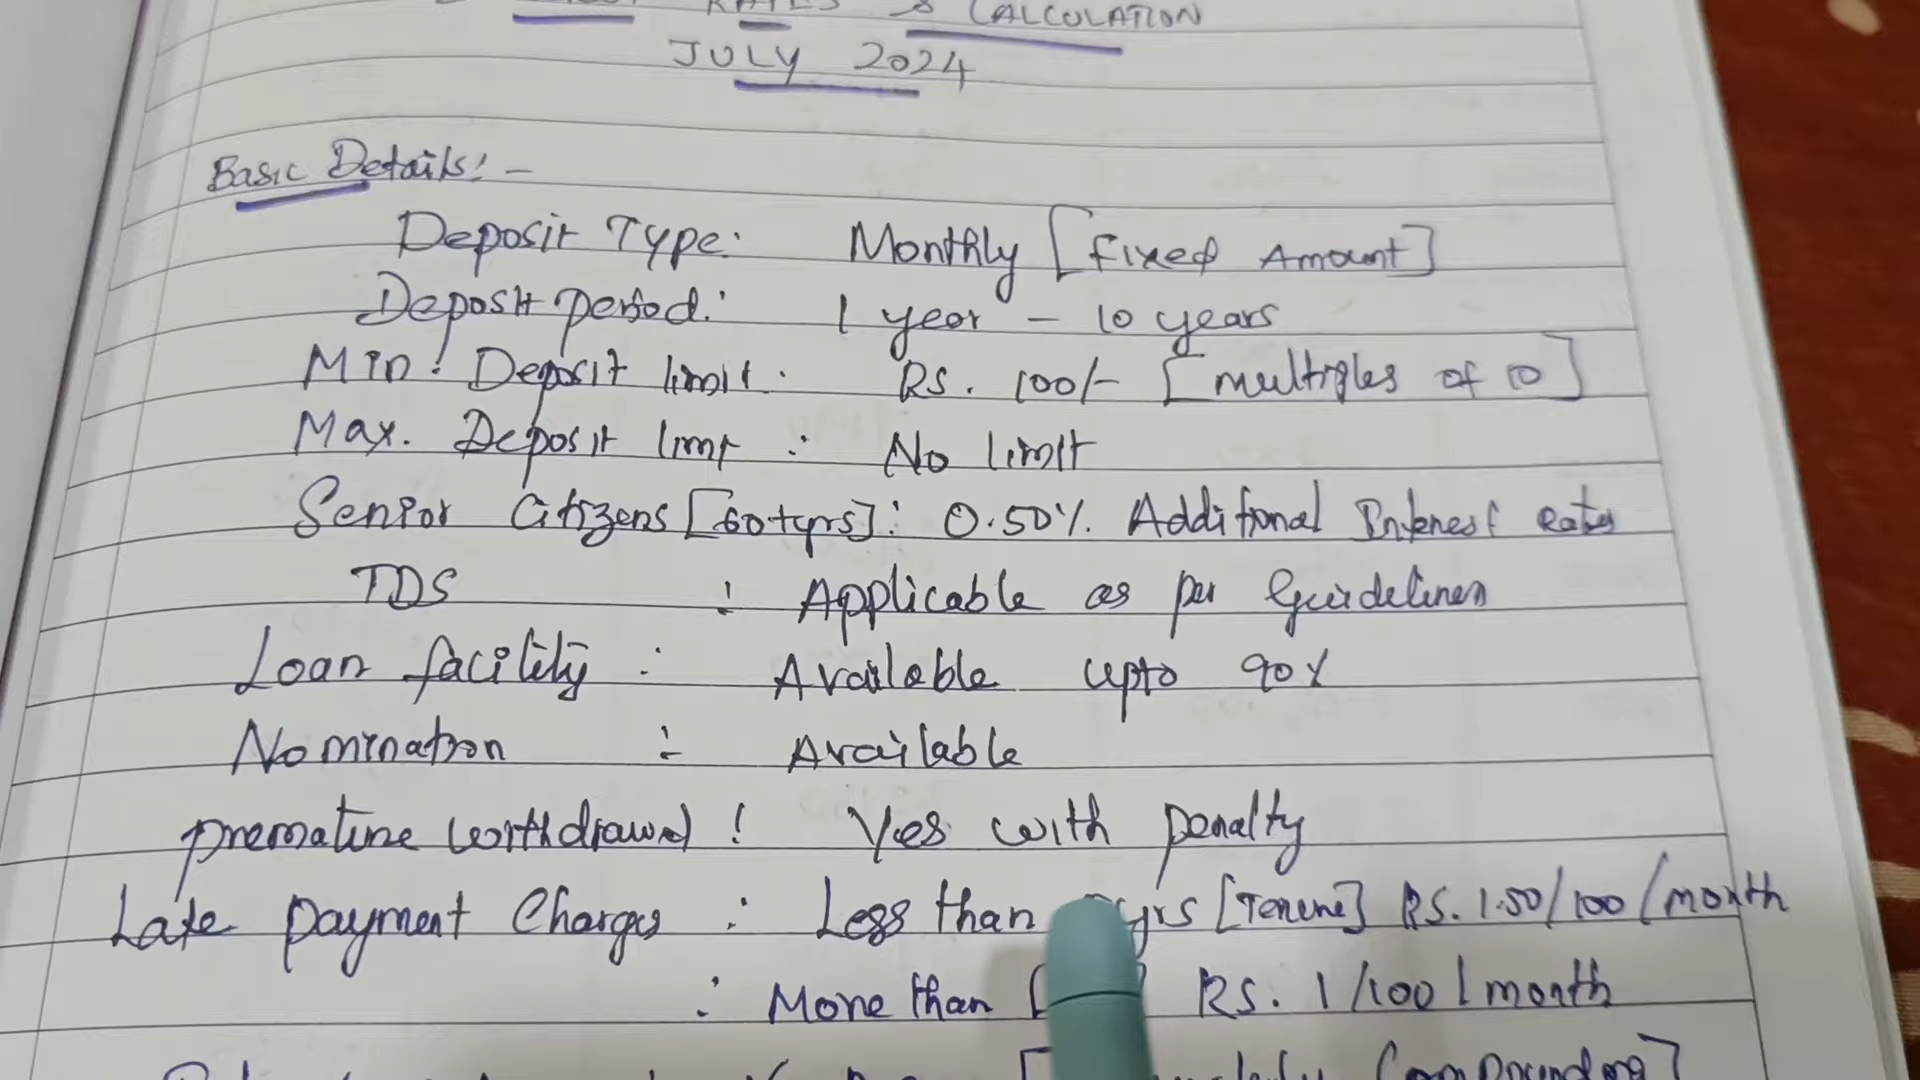 RATES & CALCULATION
JULY 2024
Basic Details:-
Deposit Type: Monthly [Fixed Amount]
Deposit period: 1 year - 10 years
Min. Deposit limit: Rs. 100/- [multiples of 10]
Max. Deposit limit : No limit
Senior Citizens [60+yrs]: 0.50% Additional Interest Rates
TDS : Applicable as per Guidelines
Loan facility : Available upto 90%
Nomination :- Available
Premature withdrawal : Yes with penalty
Late payment Charges : Less than yrs [Tenure] RS. 1.50/100/month
: More than [ RS. 1/100/month
[ Compounding]